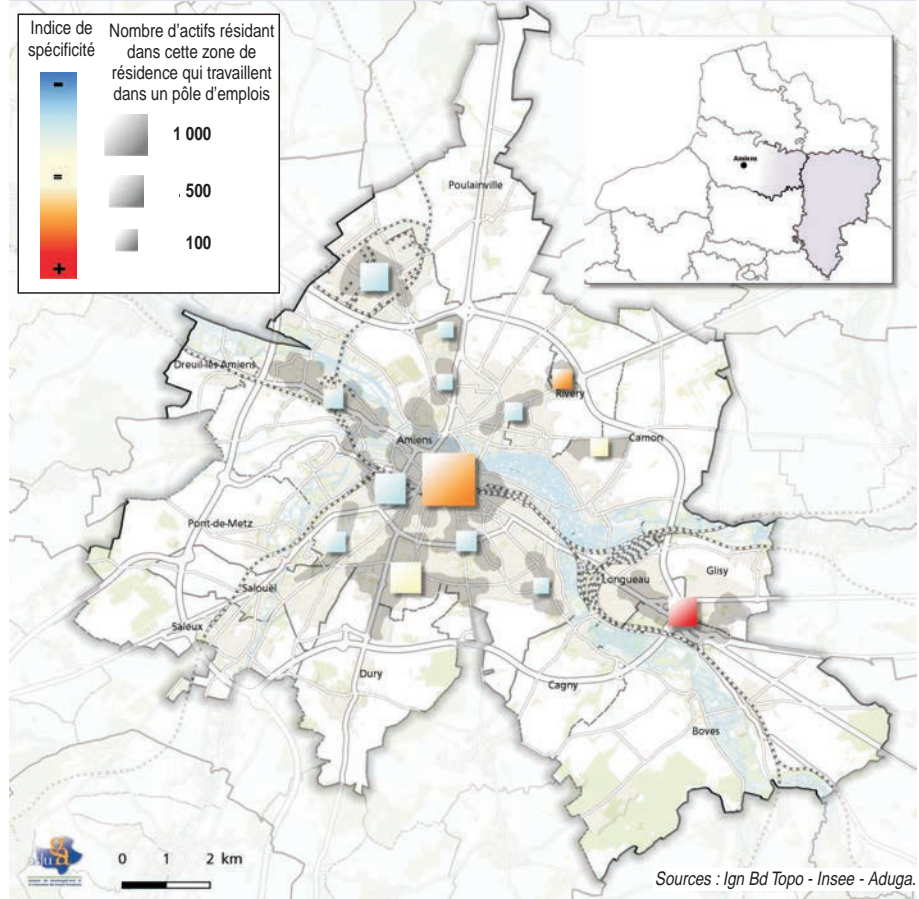 Indice de
spécificité
-
=
+
Nombre d'actifs résidant
dans cette zone de
résidence qui travaillent
dans un pôle d'emplois
1 000
. 500
100
Amiens
Poulainville
Dreuil-lès-Amiens
Rivery
Amiens
Camon
Pont-de-Metz
Longueau
Glisy
Salouël
Saleux
Dury
Cagny
Boves
aduga
0 1 2 km
Sources : Ign Bd Topo - Insee - Aduga.